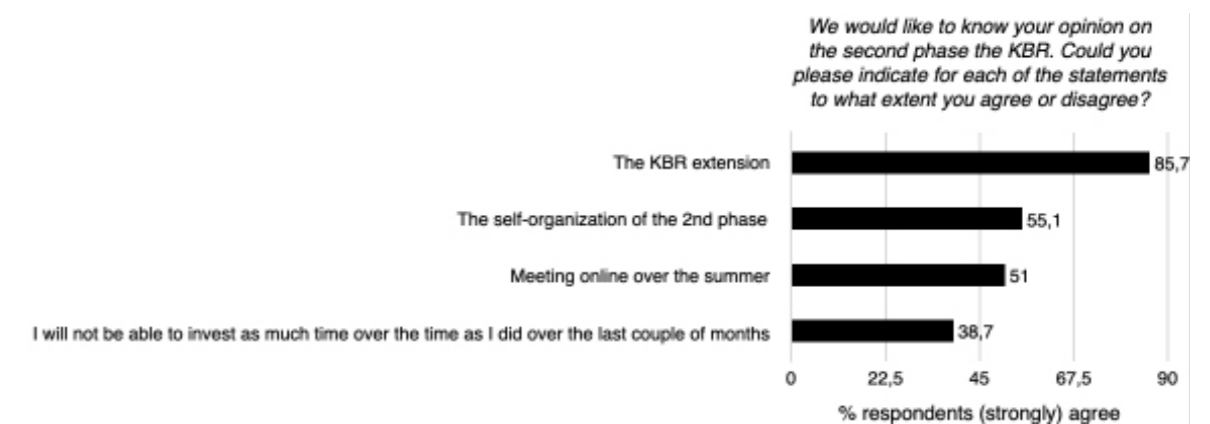 We would like to know your opinion on
the second phase the KBR. Could you
please indicate for each of the statements
to what extent you agree or disagree?
The KBR extension
85,7
The self-organization of the 2nd phase
55,1
Meeting online over the summer
51
I will not be able to invest as much time over the time as I did over the last couple of months
38,7
0 22,5 45 67,5 90
% respondents (strongly) agree